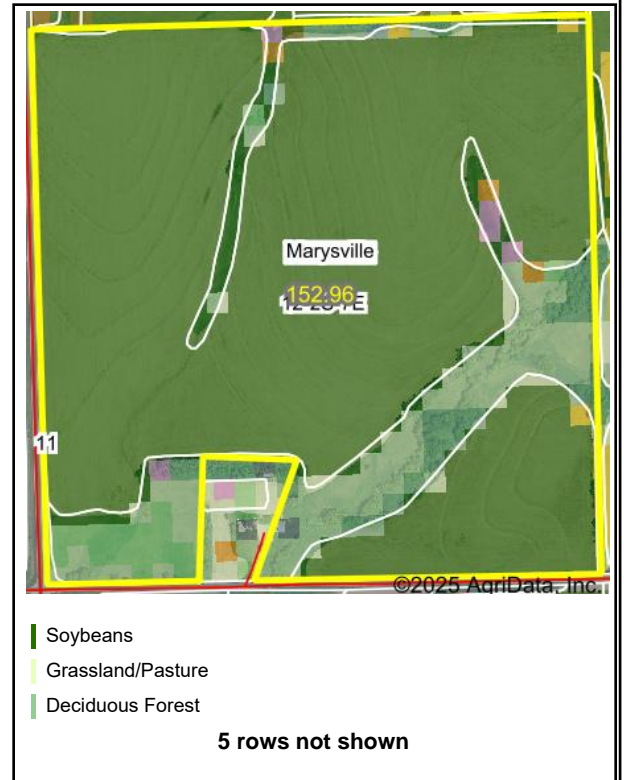 Marysville
152.96
11
©2025 AgriData, Inc.
Soybeans
Grassland/Pasture
Deciduous Forest
5 rows not shown